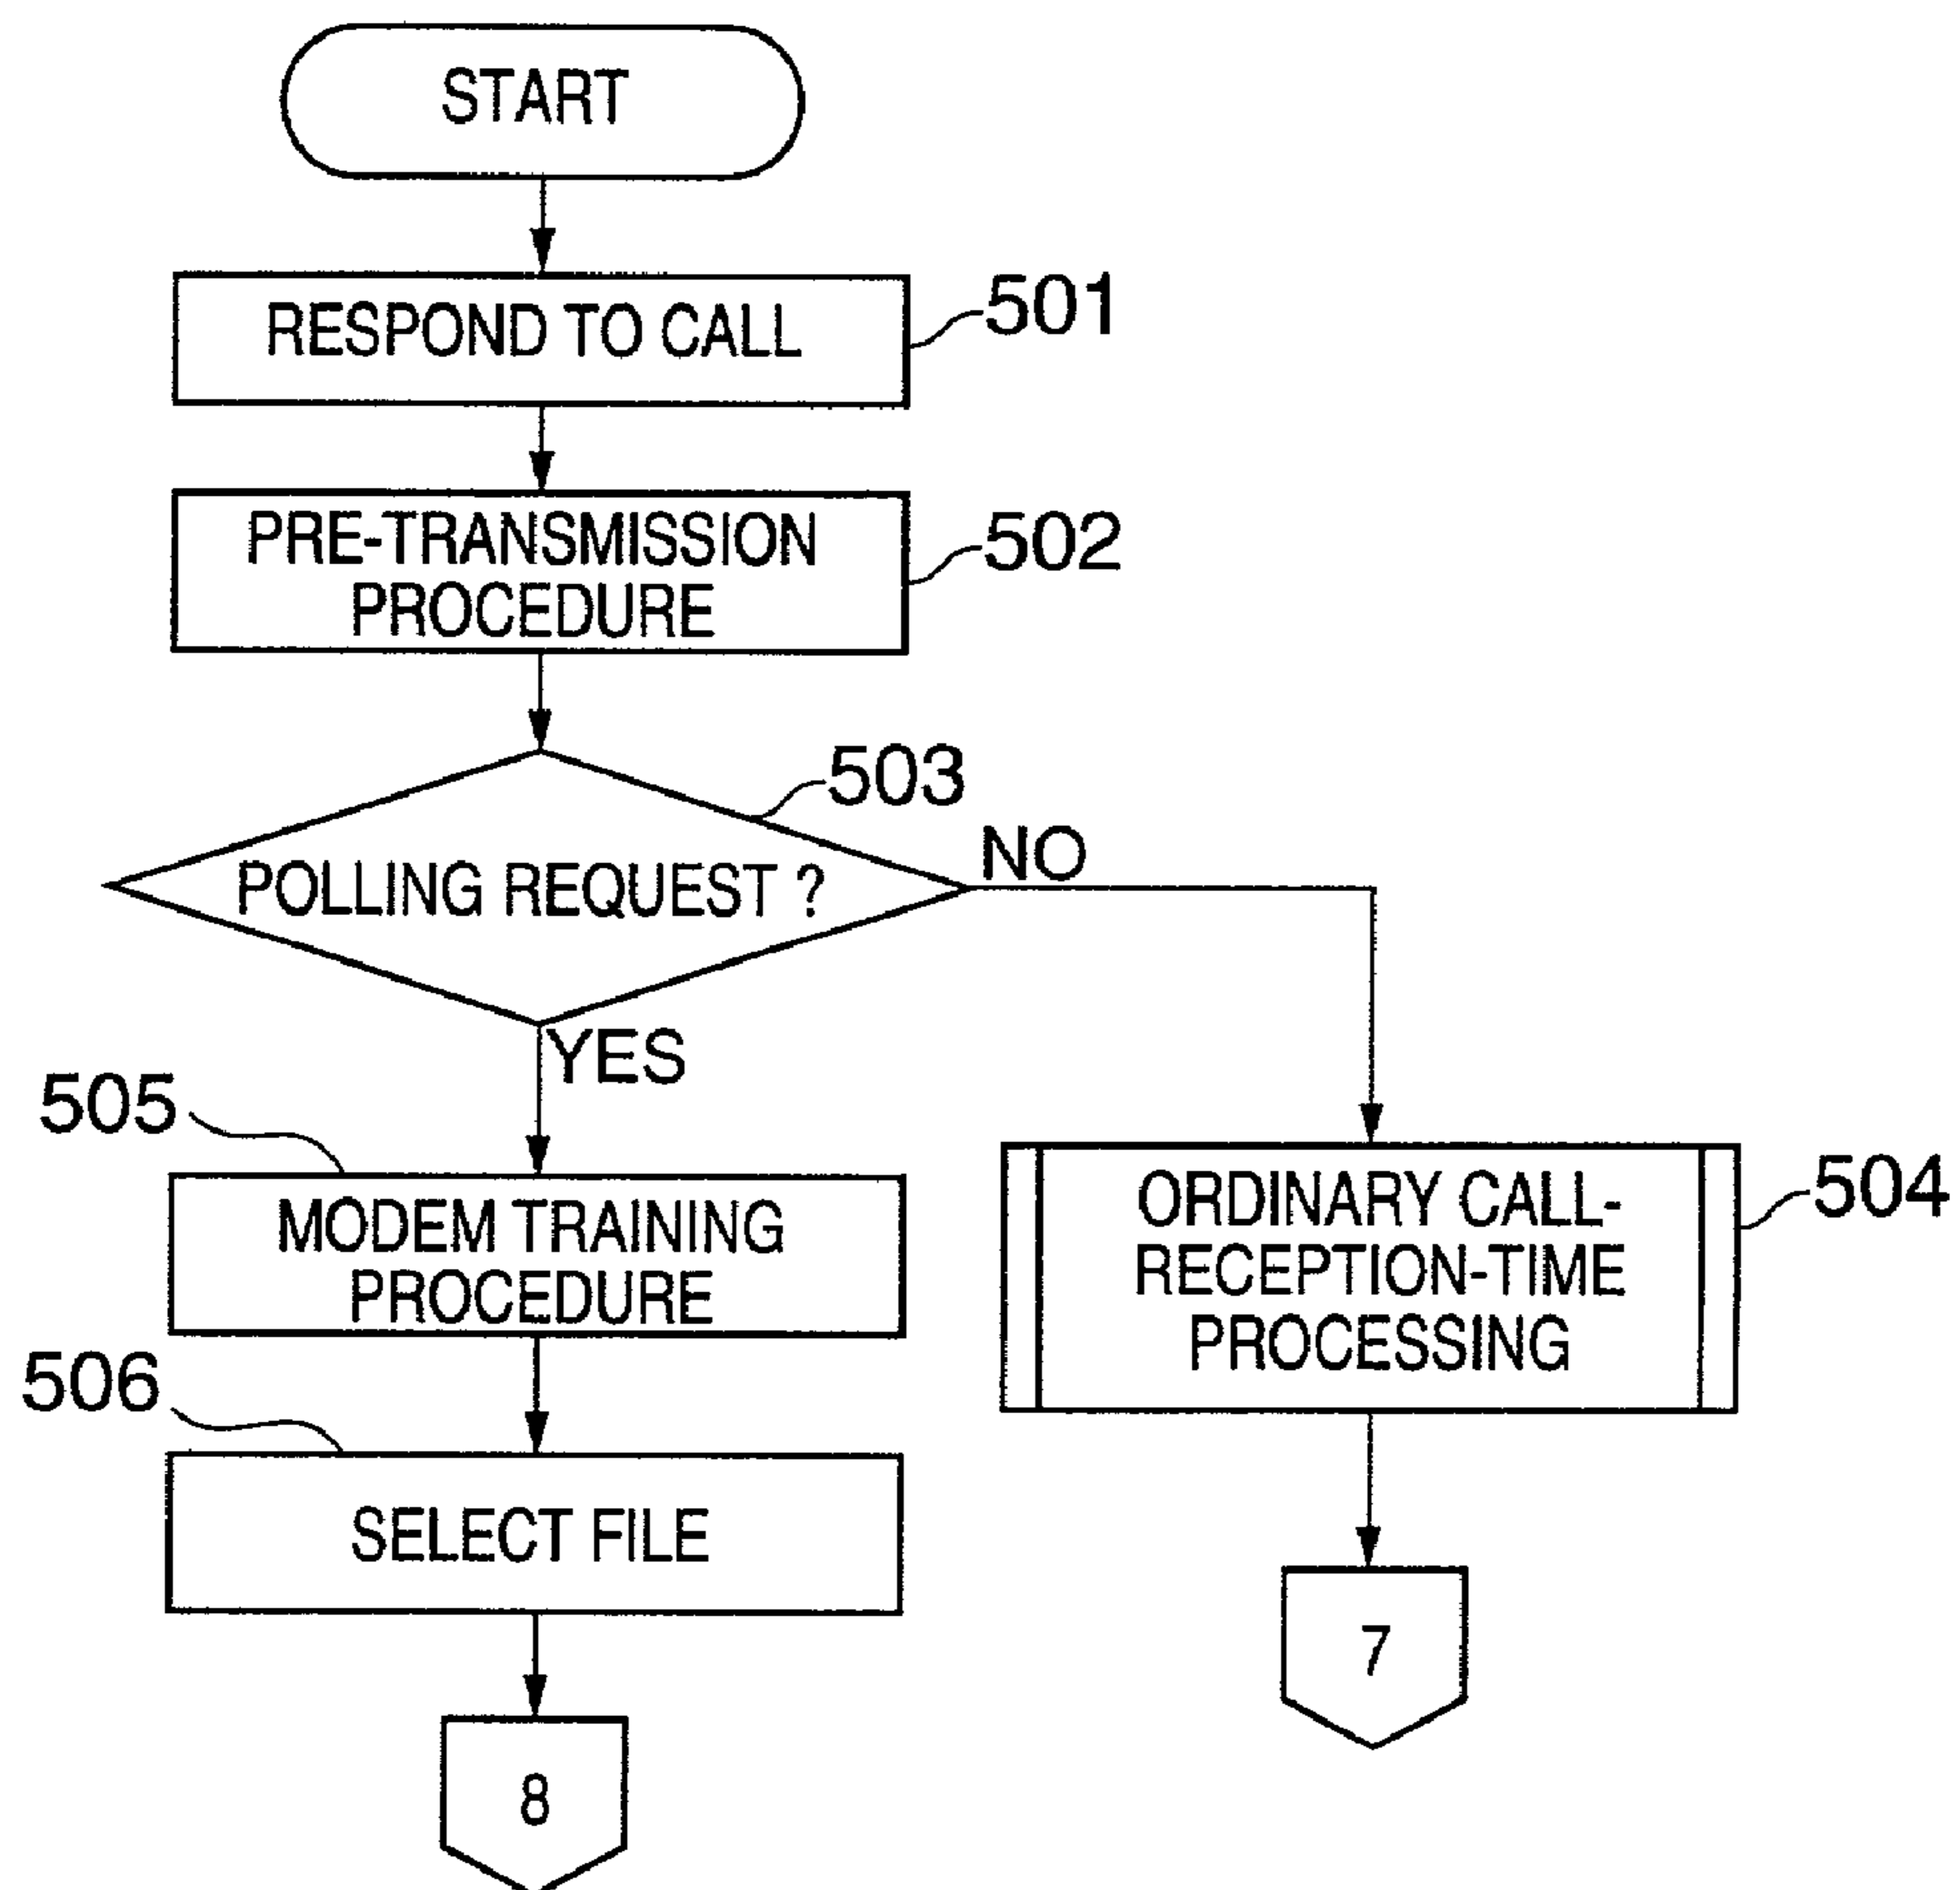 START
RESPOND TO CALL
501
PRE-TRANSMISSION
PROCEDURE
502
503
POLLING REQUEST ?
NO
YES
505
MODEM TRAINING
PROCEDURE
ORDINARY CALL-
RECEPTION-TIME
PROCESSING
504
506
SELECT FILE
7
8